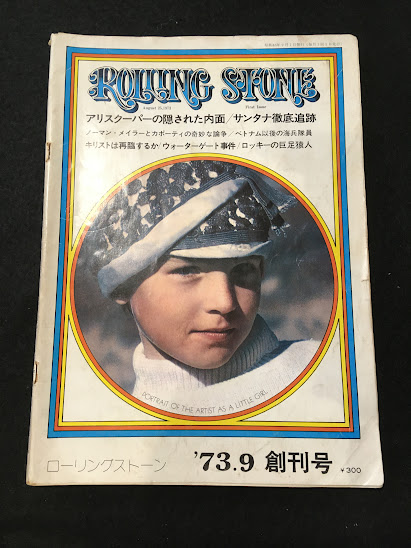 ROLLING STONE
August 25, 1973 First Issue
アリスクーパーの隠された内面/サンタナ徹底追跡
ノーマン・メイラーとカポーティの奇妙な論争/ベトナム以後の海兵隊員
キリストは再臨するか/ウォーターゲート事件/ロッキーの巨足猿人
PORTRAIT OF THE ARTIST AS A LITTLE GIRL
ローリングストーン '73.9 創刊号 ¥300